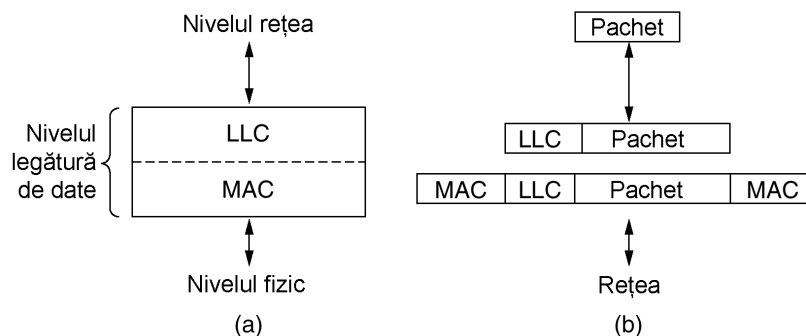 Nivelul rețea
Nivelul
legătură
de date
LLC
MAC
Nivelul fizic
(a)
Pachet
LLC Pachet
MAC LLC Pachet MAC
Rețea
(b)